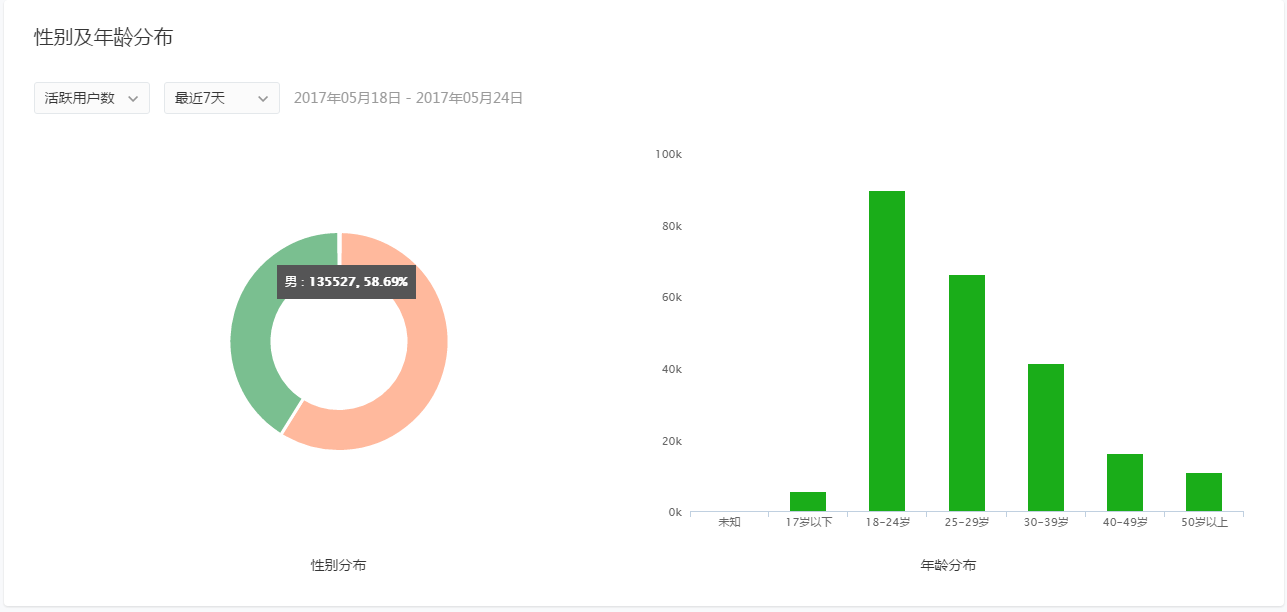 性别及年龄分布
活跃用户数 最近7天 2017年05月18日 - 2017年05月24日
男 : 135527, 58.69%
性别分布
100k
80k
60k
40k
20k
0k
未知 17岁以下 18-24岁 25-29岁 30-39岁 40-49岁 50岁以上
年龄分布